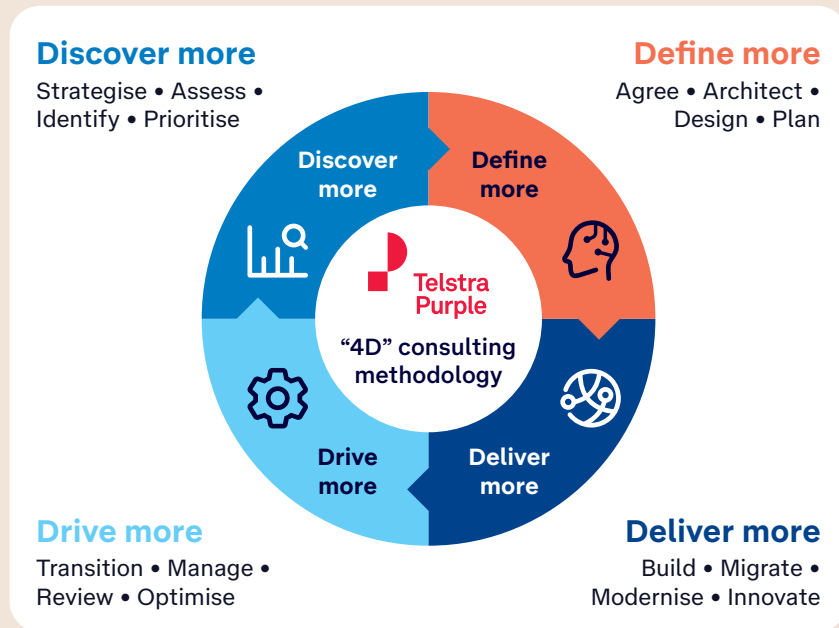 Discover more
Strategise • Assess •
Identify • Prioritise
Define more
Agree • Architect •
Design • Plan
Discover
more
Define
more
Telstra
Purple
“4D” consulting
methodology
Drive
more
Deliver
more
Drive more
Transition • Manage •
Review • Optimise
Deliver more
Build • Migrate •
Modernise • Innovate